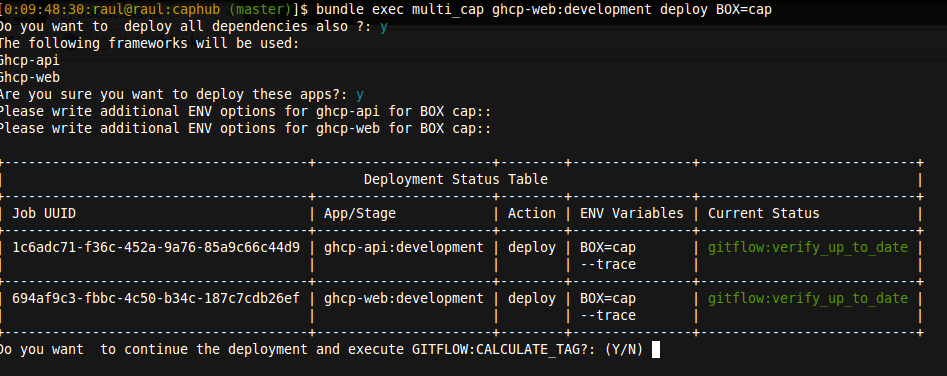 [0:09:48:30:raul@raul:caphub (master)]$ bundle exec multi_cap ghcp-web:development deploy BOX=cap
Do you want to  deploy all dependencies also ?: y
The following frameworks will be used:
Ghcp-api
Ghcp-web
Are you sure you want to deploy these apps?: y
Please write additional ENV options for ghcp-api for BOX cap::
Please write additional ENV options for ghcp-web for BOX cap::
Deployment Status Table
| Job UUID | App/Stage | Action | ENV Variables | Current Status |
| 1c6adc71-f36c-452a-9a76-85a9c66c44d9 | ghcp-api:development | deploy | BOX=cap | gitflow:verify_up_to_date |
| | | | --trace | |
| 694af9c3-fbbc-4c50-b34c-187c7cdb26ef | ghcp-web:development | deploy | BOX=cap | gitflow:verify_up_to_date |
| | | | --trace | |
Do you want  to continue the deployment and execute GITFLOW:CALCULATE_TAG?: (Y/N)